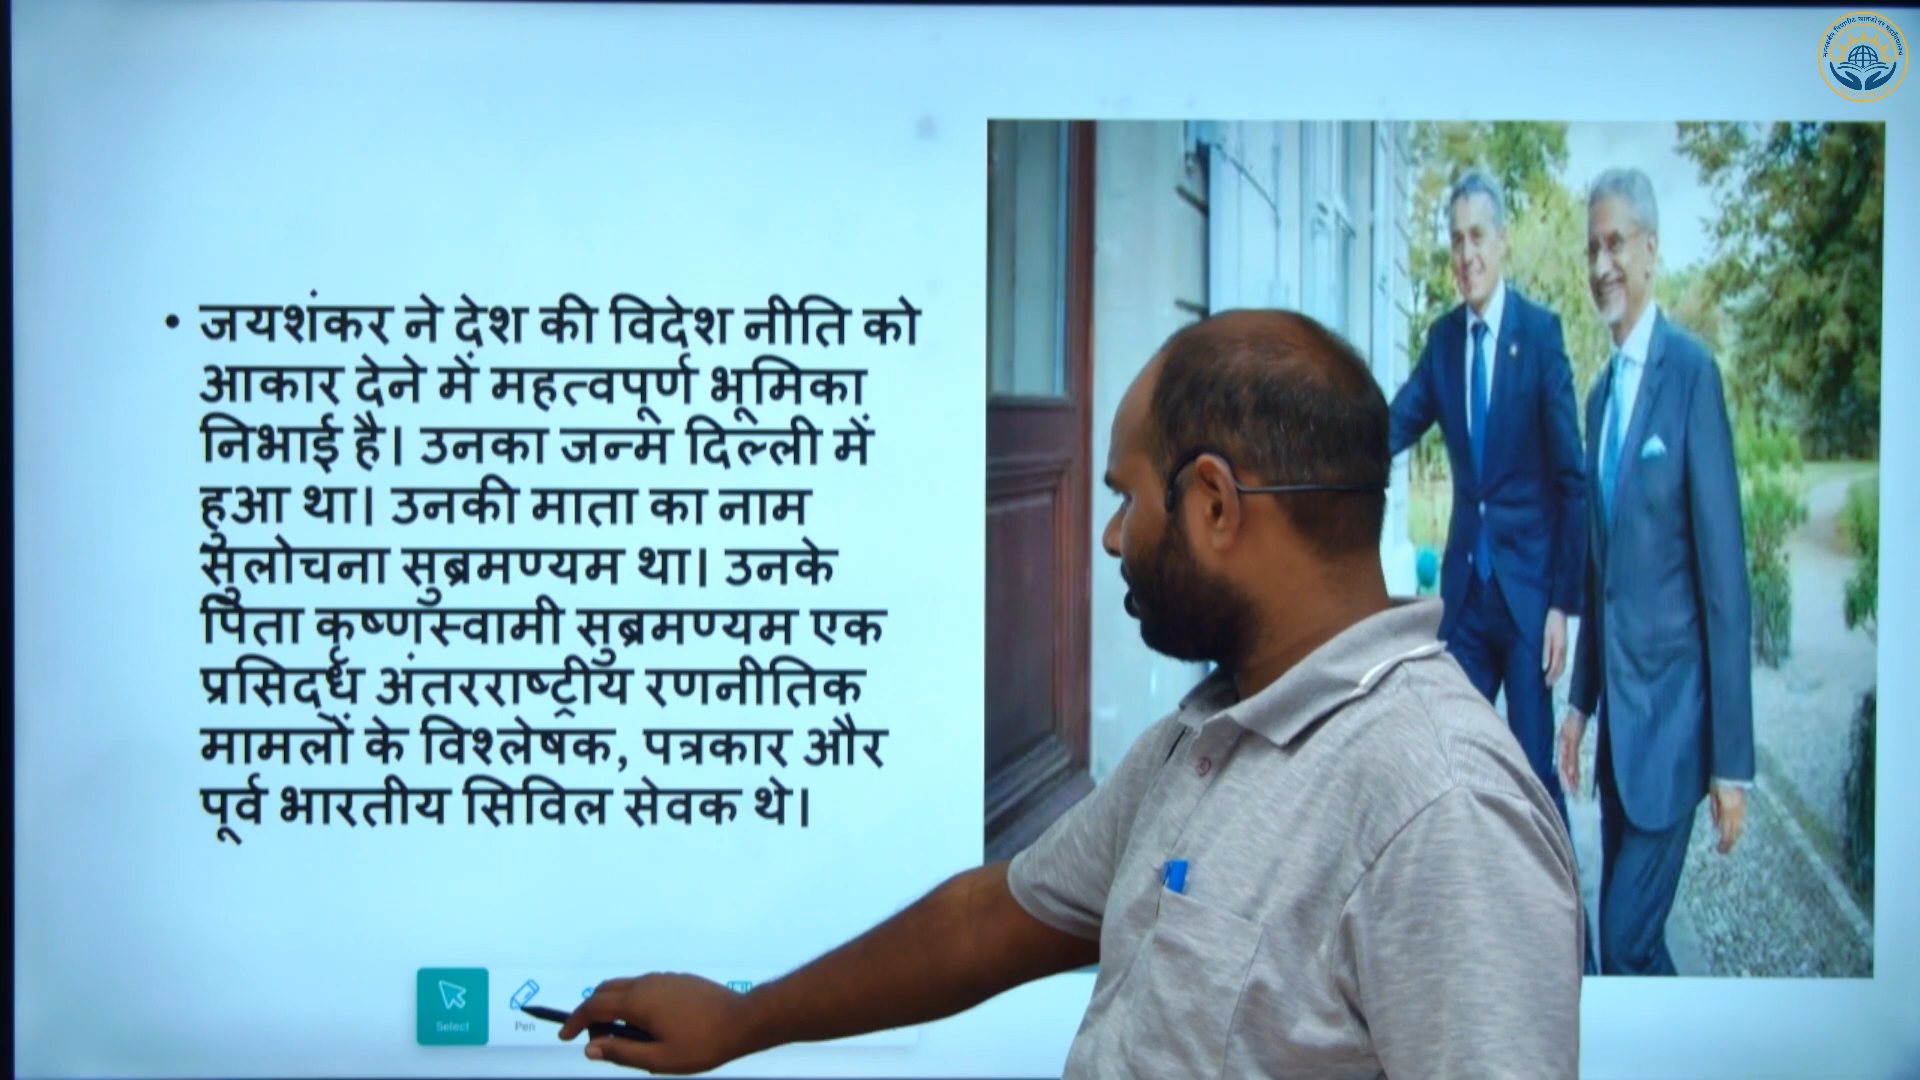 • जयशंकर ने देश की विदेश नीति को
आकार देने में महत्वपूर्ण भूमिका
निभाई है। उनका जन्म दिल्ली में
हुआ था। उनकी माता का नाम
सुलोचना सुब्रमण्यम था। उनके
पिता कृष्णस्वामी सुब्रमण्यम एक
प्रसिद्ध अंतरराष्ट्रीय रणनीतिक
मामलों के विश्लेषक, पत्रकार और
पूर्व भारतीय सिविल सेवक थे।
Select
Pen